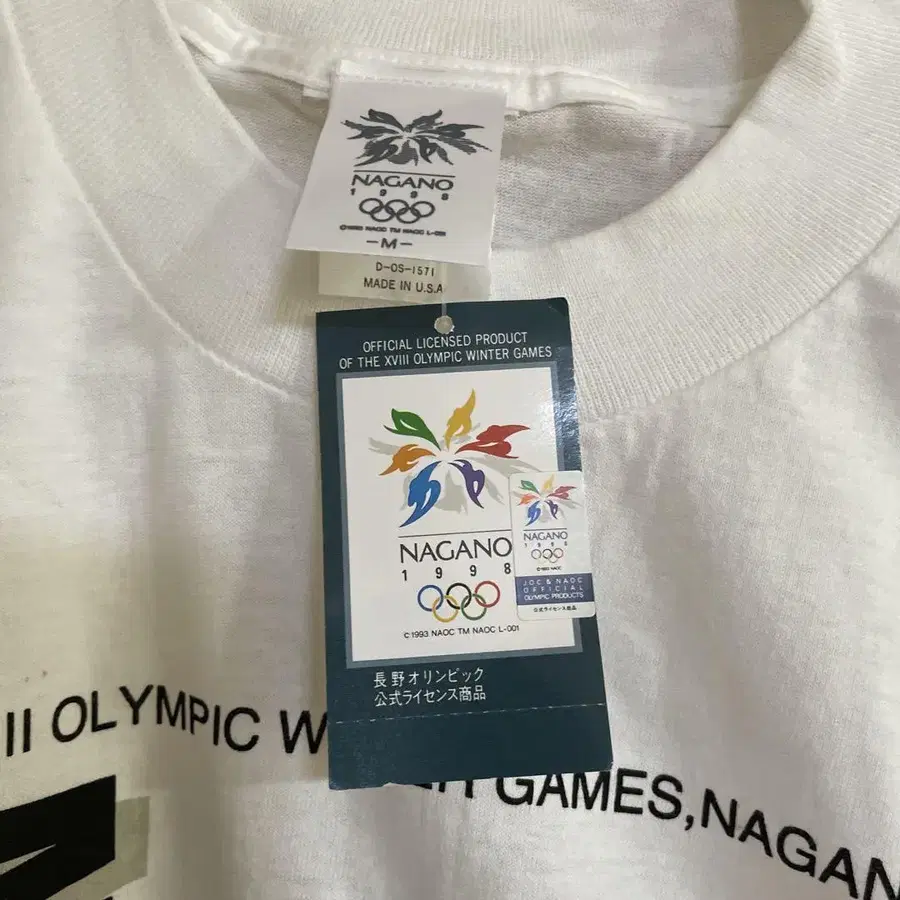 NAGANO
1998
©1993 NAOC TM NAOC L-001
-M-
D-OS-1571
MADE IN U.S.A
OFFICIAL LICENSED PRODUCT
OF THE XVIII OLYMPIC WINTER GAMES
NAGANO
1998
©1993 NAOC TM NAOC L-001
長野オリンピック
公式ライセンス商品
NAGANO
1998
©1993 NAOC
JOC & NAOC
OFFICIAL
OLYMPIC PRODUCTS
公式ライセンス商品
II OLYMPIC W ER GAMES,NAGAN